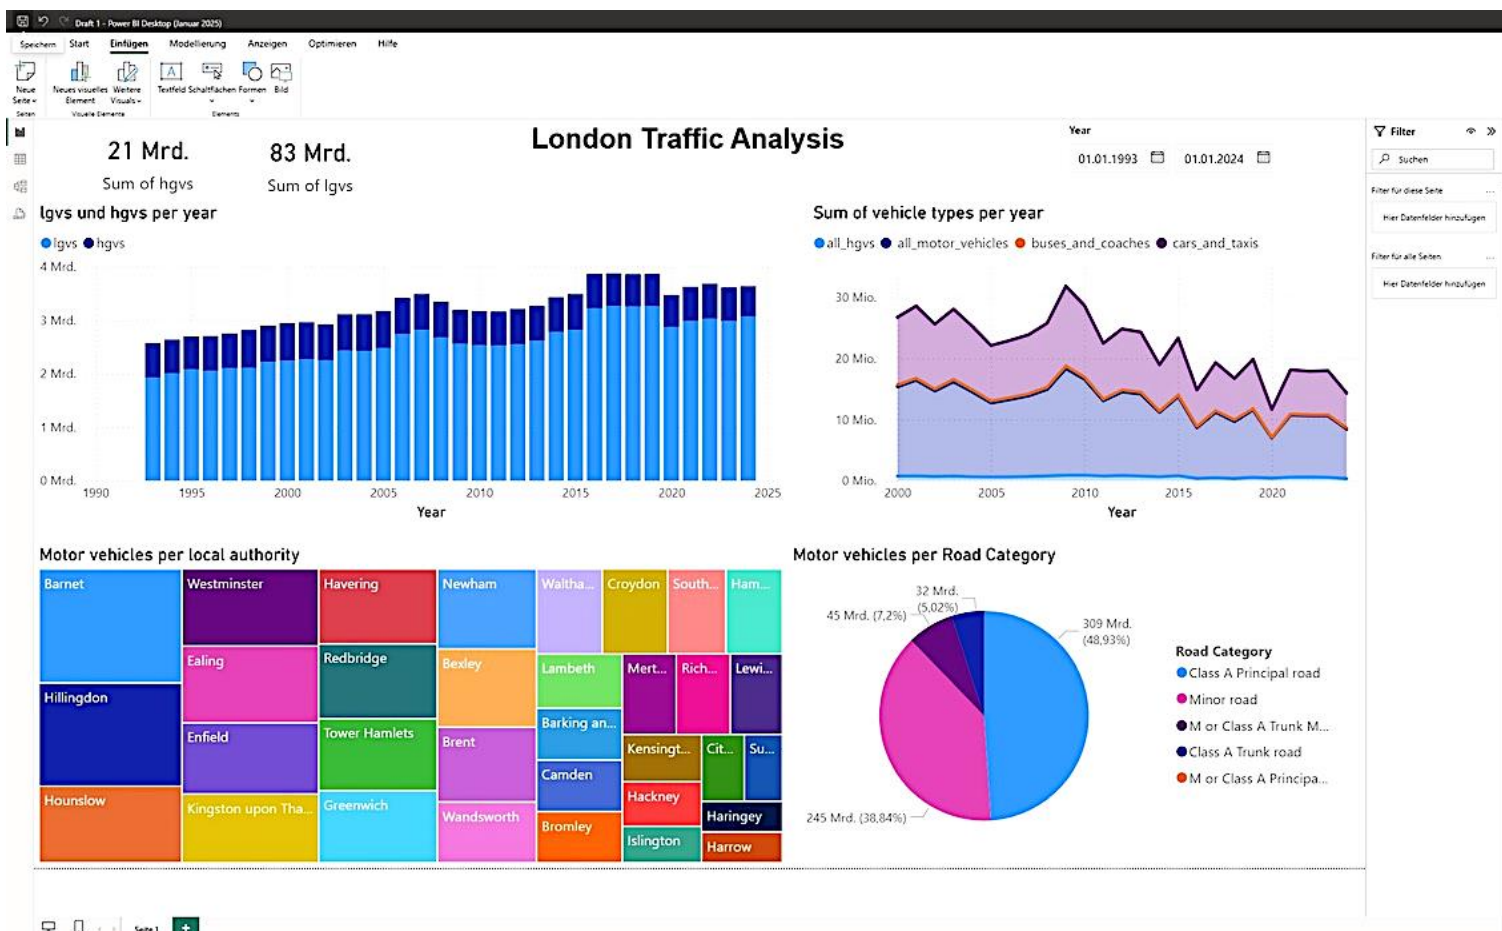 Draft 1 - Power BI Desktop (Januar 2025)
Speichern Start Einfügen Modellierung Anzeigen Optimieren Hilfe
Neue Seite
Neues visuelles Element
Weitere Visuals
Textfeld Schaltflächen Formen Bild
Seiten Visuelle Elemente Elements
London Traffic Analysis
21 Mrd.
Sum of hgvs
83 Mrd.
Sum of lgvs
Year
01.01.1993 01.01.2024
lgvs und hgvs per year
lgvs hgvs
4 Mrd.
3 Mrd.
2 Mrd.
1 Mrd.
0 Mrd.
1990 1995 2000 2005 2010 2015 2020 2025
Year
Sum of vehicle types per year
all_hgvs all_motor_vehicles buses_and_coaches cars_and_taxis
30 Mio.
20 Mio.
10 Mio.
0 Mio.
2000 2005 2010 2015 2020
Year
Motor vehicles per local authority
Barnet
Hillingdon
Hounslow
Westminster
Ealing
Enfield
Kingston upon Tha...
Havering
Redbridge
Tower Hamlets
Greenwich
Newham
Bexley
Brent
Wandsworth
Waltha...
Croydon
South...
Ham...
Lambeth
Barking an...
Camden
Bromley
Mert...
Rich...
Lewi...
Kensingt...
Hackney
Islington
Cit...
Su...
Haringey
Harrow
Motor vehicles per Road Category
32 Mrd.
(5,02%)
45 Mrd. (7,2%)
309 Mrd.
(48,93%)
245 Mrd. (38,84%)
Road Category
Class A Principal road
Minor road
M or Class A Trunk M...
Class A Trunk road
M or Class A Principa...
Filter
Suchen
Filter für diese Seite ...
Hier Datenfelder hinzufügen
Filter für alle Seiten ...
Hier Datenfelder hinzufügen
Seite 1